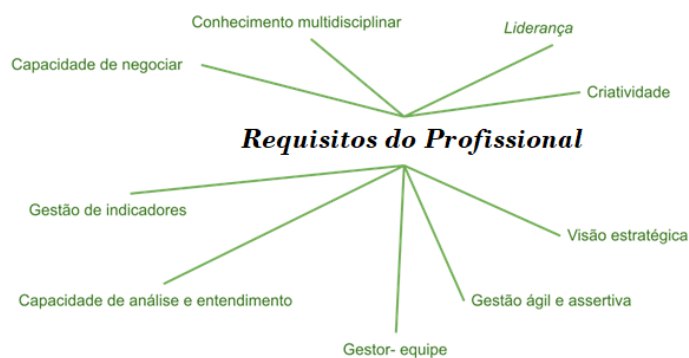 Conhecimento multidisciplinar
Liderança
Capacidade de negociar
Criatividade
Requisitos do Profissional
Gestão de indicadores
Visão estratégica
Capacidade de análise e entendimento
Gestão ágil e assertiva
Gestor- equipe